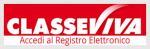 CLASSEVIVA
Accedi al Registro Elettronico